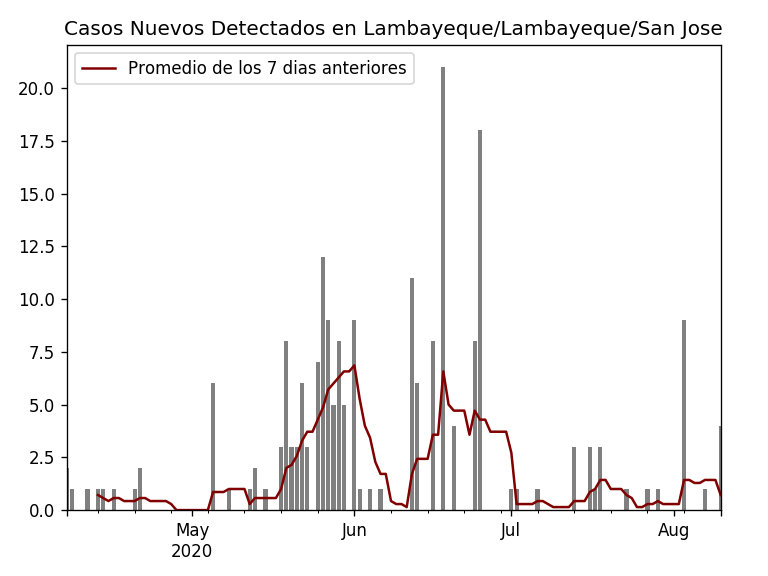 Casos Nuevos Detectados en Lambayeque/Lambayeque/San Jose
Promedio de los 7 dias anteriores
20.0
17.5
15.0
12.5
10.0
7.5
5.0
2.5
0.0
May
2020
Jun
Jul
Aug